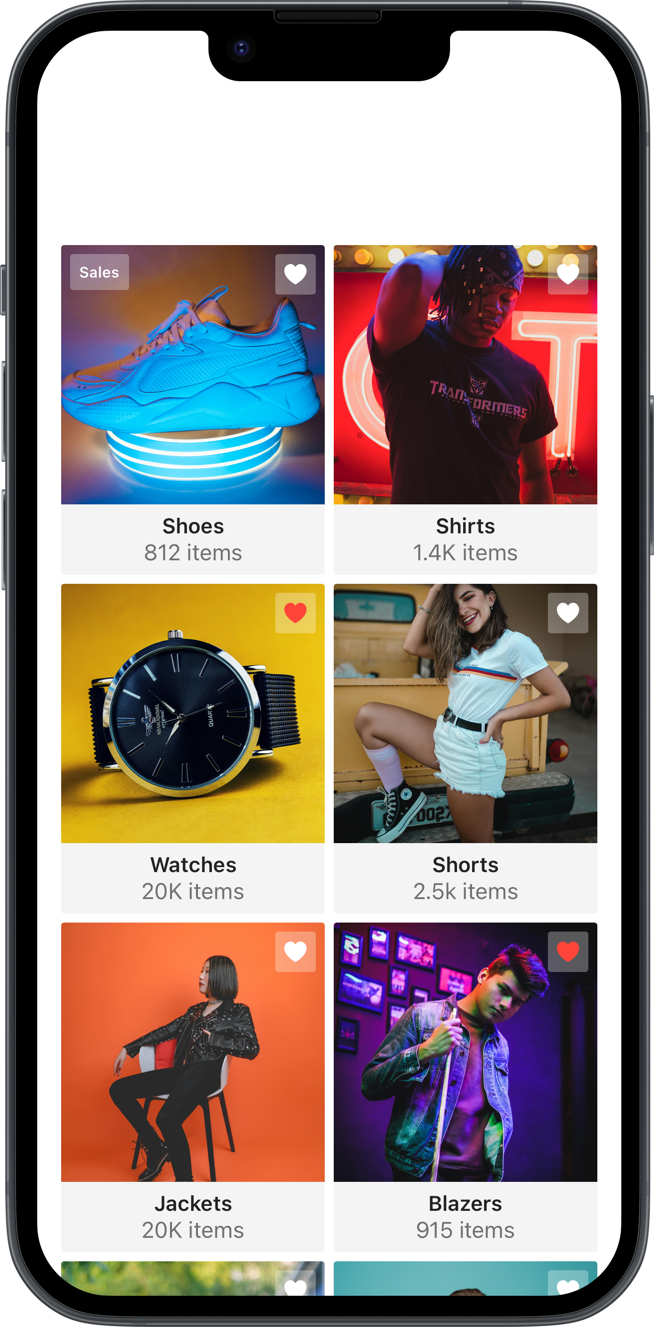 Sales
TRANSFORMERS
Shoes
812 items
Shirts
1.4K items
QUARTZ
Watches
20K items
Shorts
2.5k items
Jackets
20K items
Blazers
915 items